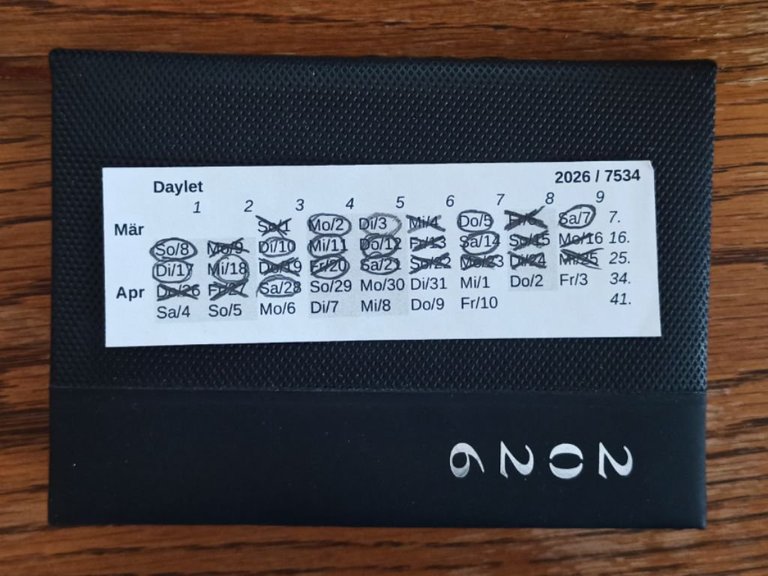 Daylet 2026 / 7534
1 2 3 4 5 6 7 8 9
Mär So/1 Mo/2 Di/3 Mi/4 Do/5 Fr/6 Sa/7 7.
So/8 Mo/9 Di/10 Mi/11 Do/12 Fr/13 Sa/14 So/15 Mo/16 16.
Di/17 Mi/18 Do/19 Fr/20 Sa/21 So/22 Mo/23 Di/24 Mi/25 25.
Apr Do/26 Fr/27 Sa/28 So/29 Mo/30 Di/31 Mi/1 Do/2 Fr/3 34.
Sa/4 So/5 Mo/6 Di/7 Mi/8 Do/9 Fr/10 41.
2026